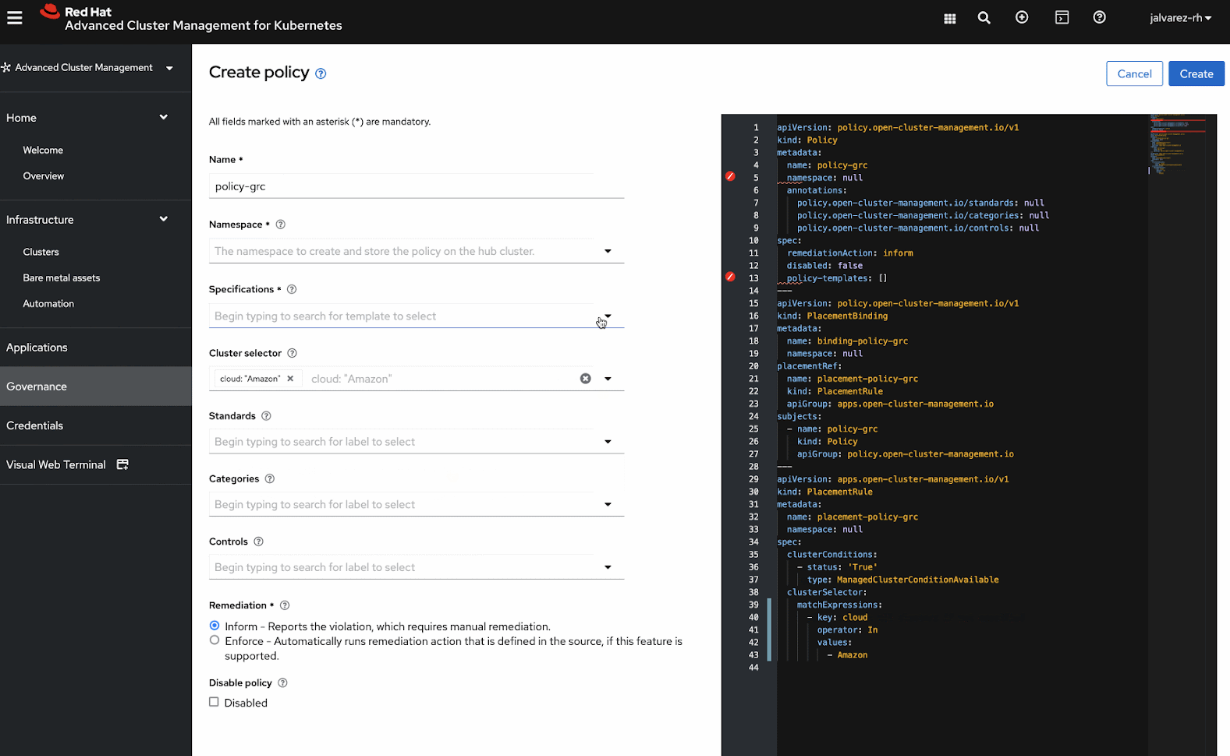 Red Hat
Advanced Cluster Management for Kubernetes
jalvarez-rh
Advanced Cluster Management
Home
Welcome
Overview
Infrastructure
Clusters
Bare metal assets
Automation
Applications
Governance
Credentials
Visual Web Terminal
Create policy
Cancel
Create
All fields marked with an asterisk (*) are mandatory.
Name *
policy-grc
Namespace *
The namespace to create and store the policy on the hub cluster.
Specifications *
Begin typing to search for template to select
Cluster selector
cloud: "Amazon" ×
cloud: "Amazon"
Standards
Begin typing to search for label to select
Categories
Begin typing to search for label to select
Controls
Begin typing to search for label to select
Remediation *
Inform - Reports the violation, which requires manual remediation.
Enforce - Automatically runs remediation action that is defined in the source, if this feature is
supported.
Disable policy
Disabled
1 apiVersion: policy.open-cluster-management.io/v1
2 kind: Policy
3 metadata:
4 name: policy-grc
5 namespace: null
6 annotations:
7 policy.open-cluster-management.io/standards: null
8 policy.open-cluster-management.io/categories: null
9 policy.open-cluster-management.io/controls: null
10 spec:
11 remediationAction: inform
12 disabled: false
13 policy-templates: []
14 ---
15 apiVersion: policy.open-cluster-management.io/v1
16 kind: PlacementBinding
17 metadata:
18 name: binding-policy-grc
19 namespace: null
20 placementRef:
21 name: placement-policy-grc
22 kind: PlacementRule
23 apiGroup: apps.open-cluster-management.io
24 subjects:
25 - name: policy-grc
26 kind: Policy
27 apiGroup: policy.open-cluster-management.io
28 ---
29 apiVersion: apps.open-cluster-management.io/v1
30 kind: PlacementRule
31 metadata:
32 name: placement-policy-grc
33 namespace: null
34 spec:
35 clusterConditions:
36 - status: 'True'
37 type: ManagedClusterConditionAvailable
38 clusterSelector:
39 matchExpressions:
40 - key: cloud
41 operator: In
42 values:
43 - Amazon
44